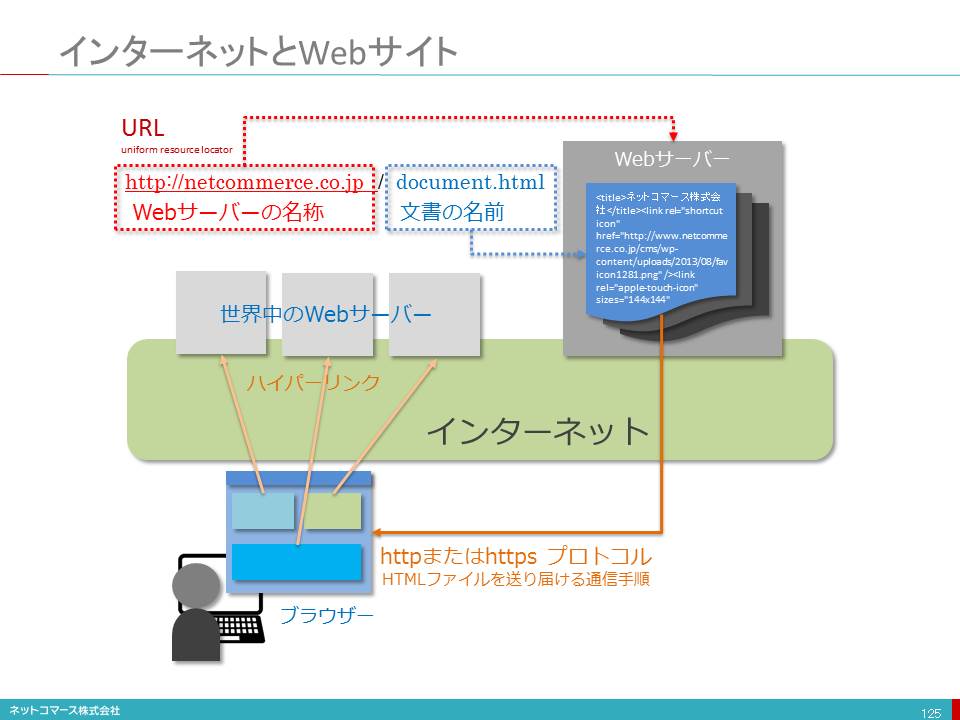 インターネットとWebサイト
URL
uniform resource locator
http://netcommerce.co.jp / document.html
Webサーバーの名称
文書の名前
Webサーバー
<title>ネットコマース株式会
社</title><link rel="shortcut
icon"
href="http://www.netcomme
rce.co.jp/cms/wp-
content/uploads/2013/08/fav
icon1281.png" /><link
rel="apple-touch-icon"
sizes="144x144"
世界中のWebサーバー
ハイパーリンク
インターネット
httpまたはhttps プロトコル
HTMLファイルを送り届ける通信手順
ブラウザー
ネットコマース株式会社
125